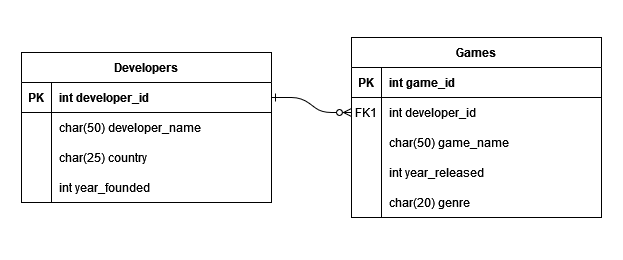 Developers
PK int developer_id
char(50) developer_name
char(25) country
int year_founded
Games
PK int game_id
FK1 int developer_id
char(50) game_name
int year_released
char(20) genre